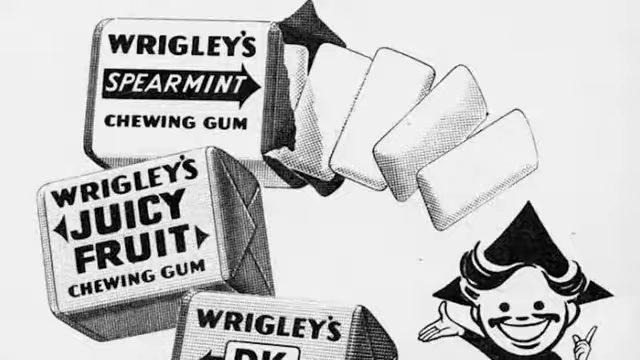 WRIGLEY'S
SPEARMINT
CHEWING GUM
WRIGLEY'S
JUICY
FRUIT
CHEWING GUM
WRIGLEY'S
P.K